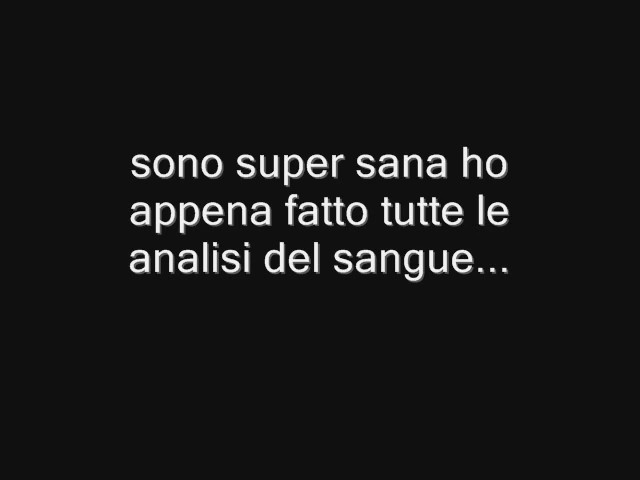 sono super sana ho
appena fatto tutte le
analisi del sangue...